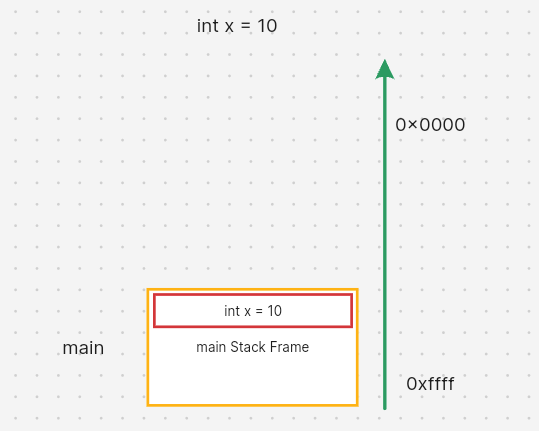 int x = 10
0×0000
int x = 10
main Stack Frame
main
0xffff